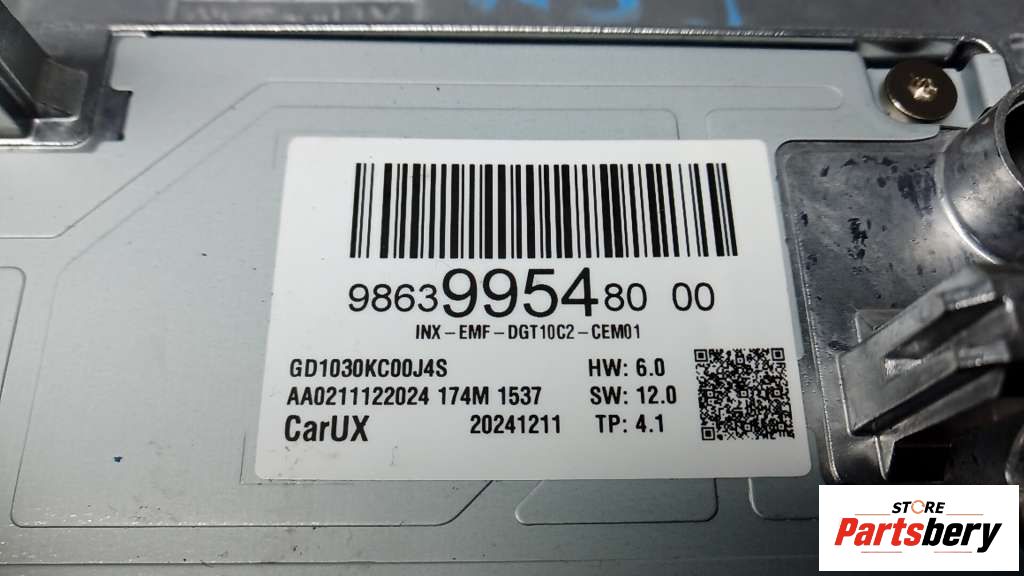 9863995480 00
INX-EMF-DGT10C2-CEM01
GD1030KC00J4S HW: 6.0
AA0211122024 174M 1537 SW: 12.0
CarUX 20241211 TP: 4.1
STORE
Partsbery